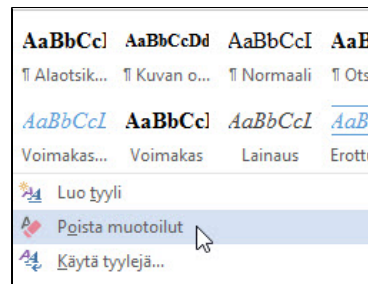 AaBbCcI AaBbCcDd AaBbCcI AaB
¶ Alaotsik... ¶ Kuvan o... ¶ Normaali ¶ Ots
AaBbCcI AaBbCcI AaBbCcI AaB
Voimakas... Voimakas Lainaus Erottu
Luo tyyli
Poista muotoilut
Käytä tyylejä...